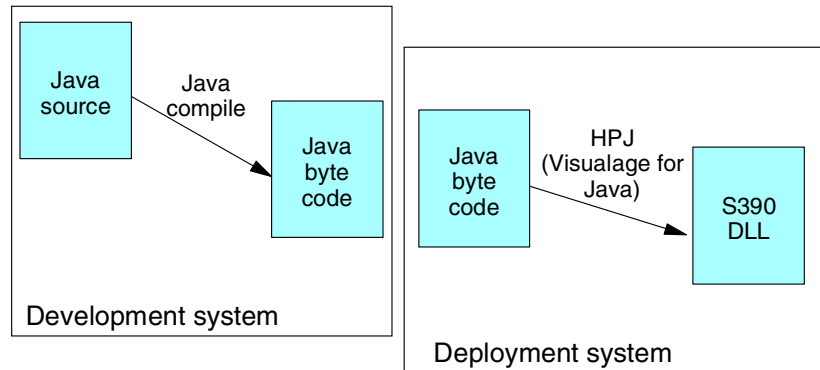 Java
source
Java
compile
Java
byte
code
Development system
Java
byte
code
HPJ
(Visualage for
Java)
S390
DLL
Deployment system